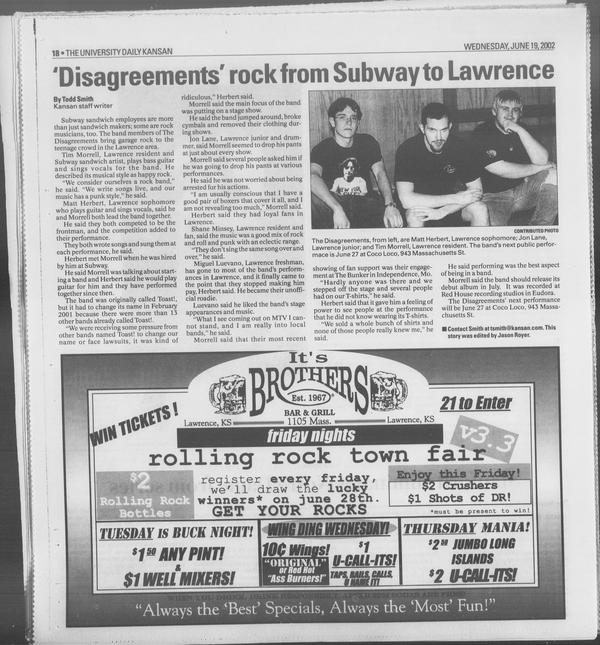 18 • THE UNIVERSITY DAILY KANSAN
WEDNESDAY, JUNE 19, 2002
'Disagreements' rock from Subway to Lawrence
By Todd Smith
Kansan staff writer
Subway sandwich employees are more
than just sandwich makers; some are rock
musicians, too. The band members of The
Disagreements bring garage rock to the
teenage crowd in the Lawrence area.
Tim Morrell, Lawrence resident and
Subway sandwich artist, plays bass guitar
and sings vocals for the band. He
described its musical style as happy rock.
"We consider ourselves a rock band,"
he said. "We write songs live, and our
music has a punk style," he said.
Matt Herbert, Lawrence sophomore
who plays guitar and sings vocals, said he
and Morrell both lead the band together.
He said they both competed to be the
frontman, and the competition added to
their performance.
They both wrote songs and sung them at
each performance, he said.
Herbert met Morrell when he was hired
by him at Subway.
He said Morrell was talking about start-
ing a band and Herbert said he would play
guitar for him and they have performed
together since then.
The band was originally called Toast!,
but it had to change its name in February
2001 because there were more than 13
other bands already called Toast!.
"We were receiving some pressure from
other bands named Toast! to change our
name or face lawsuits, it was kind of
ridiculous," Herbert said.
Morrell said the main focus of the band
was putting on a stage show.
He said the band jumped around, broke
cymbals and removed their clothing dur-
ing shows.
Jon Lane, Lawrence junior and drum-
mer, said Morrell seemed to drop his pants
at just about every show.
Morrell said several people asked him if
he was going to drop his pants at various
performances.
He said he was not worried about being
arrested for his actions.
"I am usually conscious that I have a
good pair of boxers that cover it all, and I
am not revealing too much," Morrell said.
Herbert said they had loyal fans in
Lawrence.
Shane Minsey, Lawrence resident and
fan, said the music was a good mix of rock
and roll and punk with an eclectic range.
"They don't sing the same song over and
over," he said.
Miguel Luevano, Lawrence freshman,
has gone to most of the band's perform-
ances in Lawrence, and it finally came to
the point that they stopped making him
pay, Herbert said. He became their unoffi-
cial roadie.
Luevano said he liked the band's stage
appearances and music.
"What I see coming out on MTV I can-
not stand, and I am really into local
bands," he said.
Morrell said that their most recent
CONTRIBUTED PHOTO
The Disagreements, from left, are Matt Herbert, Lawrence sophomore; Jon Lane,
Lawrence junior; and Tim Morrell, Lawrence resident. The band's next public perfor-
mace is June 27 at Coco Loco, 943 Massachusetts St.
showing of fan support was their engage-
ment at The Bunker in Independence, Mo.
"Hardly anyone was there and we
stepped off the stage and several people
had on our T-shirts," he said.
Herbert said that it gave him a feeling of
power to see people at the performance
that he did not know wearing its T-shirts.
"We sold a whole bunch of shirts and
none of those people really knew me," he
said.
He said performing was the best aspect
of being in a band.
Morrell said the band should release its
debut album in July. It was recorded at
Red House recording studios in Eudora.
The Disagreements' next performance
will be June 27 at Coco Loco, 943 Massa-
chusetts St.
■ Contact Smith at tsmith@kansan.com. This
story was edited by Jason Royer.
It's
BROTHERS
Est. 1967
BAR & GRILL
1105 Mass.
Lawrence, KS
Lawrence, KS
WIN TICKETS!
21 to Enter
friday nights
v3.3
rolling rock town fair
$2
Rolling Rock
Bottles
register every friday,
we'll draw the lucky
winners* on june 28th.
GET YOUR ROCKS
Enjoy this Friday!
$2 Crushers
$1 Shots of DR!
*must be present to win!
TUESDAY IS BUCK NIGHT!
$1.50 ANY PINT!
&
$1 WELL MIXERS!
WING DING WEDNESDAY!
10¢ Wings!
"ORIGINAL"
or Red Hot
"Ass Burners!"
$1
U-CALL-ITS!
TAPS, RAILS, CALLS,
U NAME IT!
THURSDAY MANIA!
$2.50 JUMBO LONG
ISLANDS
$2 U-CALL-ITS!
"Always the 'Best' Specials, Always the 'Most' Fun!"